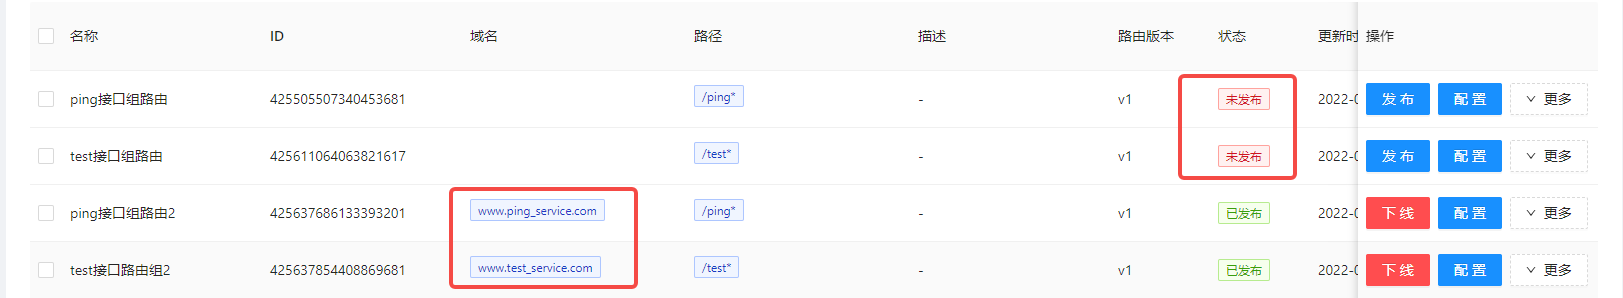 名称 ID 域名 路径 描述 路由版本 状态 更新时 操作
ping接口组路由 425505507340453681 /ping* - v1 未发布 2022-0 发 布 配 置 更多
test接口组路由 425611064063821617 /test* - v1 未发布 2022-0 发 布 配 置 更多
ping接口组路由2 425637686133393201 www.ping_service.com /ping* - v1 已发布 2022-0 下 线 配 置 更多
test接口路由组2 425637854408869681 www.test_service.com /test* - v1 已发布 2022-0 下 线 配 置 更多